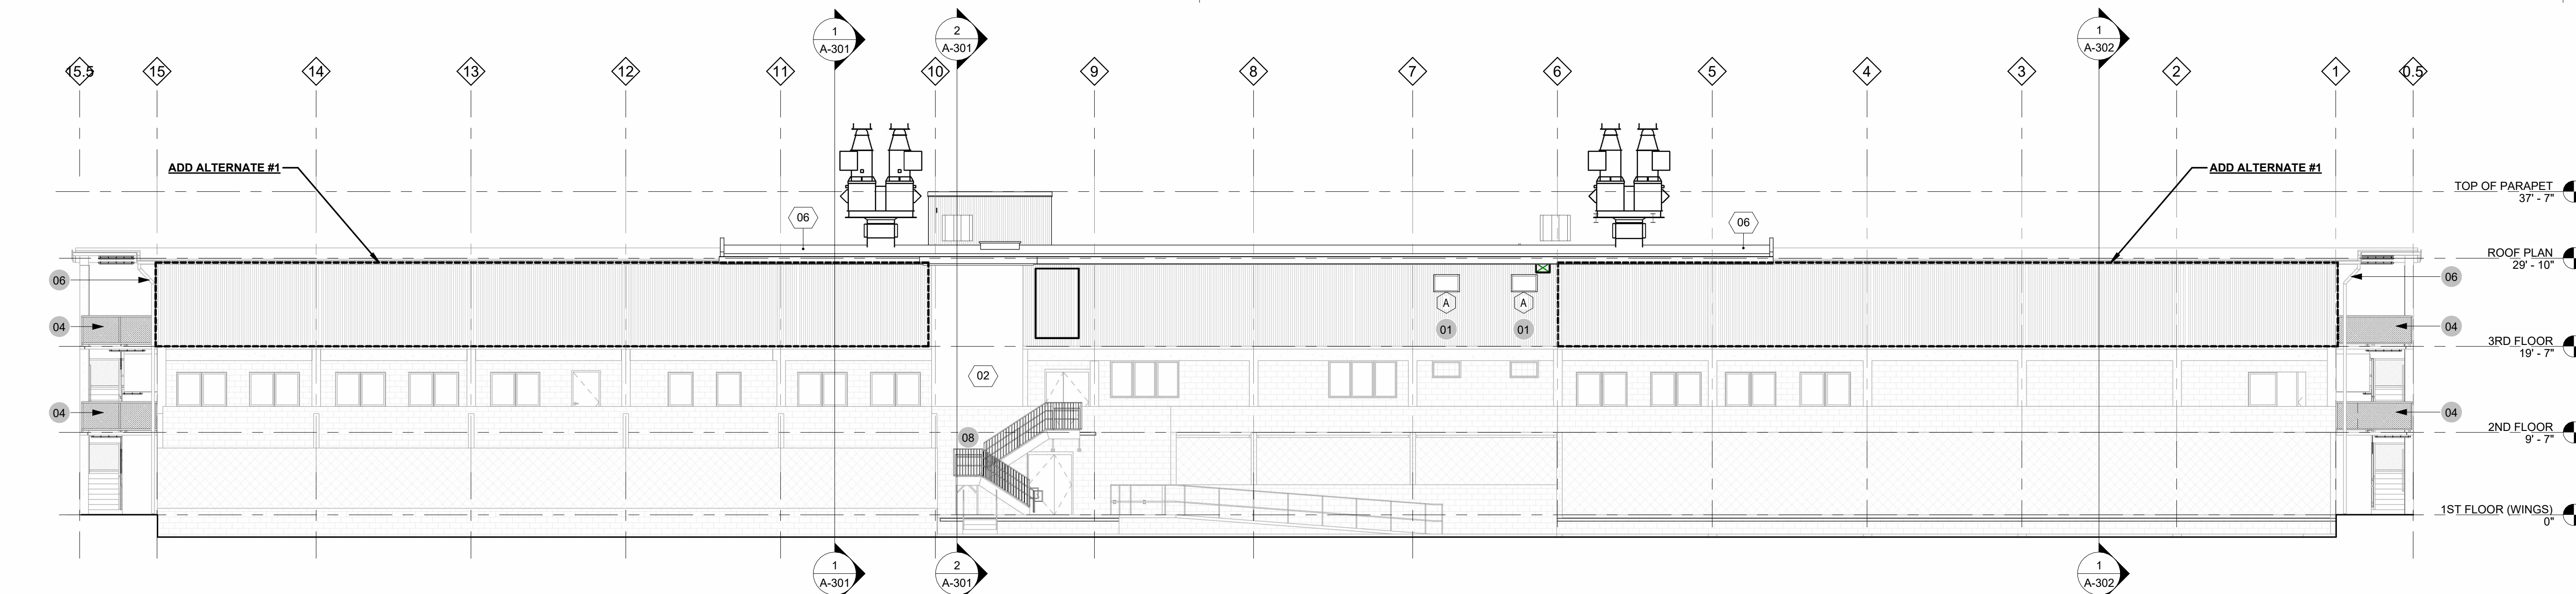 1
A-301
2
A-301
1
A-302
15.5
15
14
13
12
11
10
9
8
7
6
5
4
3
2
1
0.5
ADD ALTERNATE #1
ADD ALTERNATE #1
TOP OF PARAPET
37' - 7"
06
06
ROOF PLAN
29' - 10"
06
06
A
A
04
01
01
04
3RD FLOOR
19' - 7"
02
04
04
08
2ND FLOOR
9' - 7"
1ST FLOOR (WINGS)
0"
1
A-301
2
A-301
1
A-302